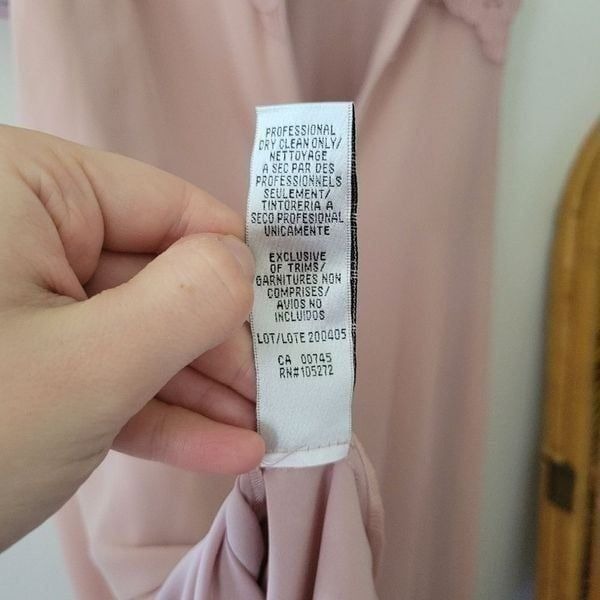 PROFESSIONAL
DRY CLEAN ONLY/
NETTOYAGE
A SEC PAR DES
PROFESSIONNELS
SEULEMENT/
TINTORERIA A
SECO PROFESIONAL
UNICAMENTE
EXCLUSIVE
OF TRIMS/
GARNITURES NON
COMPRISES/
AVIOS NO
INCLUIDOS
LOT/LOTE 200405
CA 00745
RN#105272